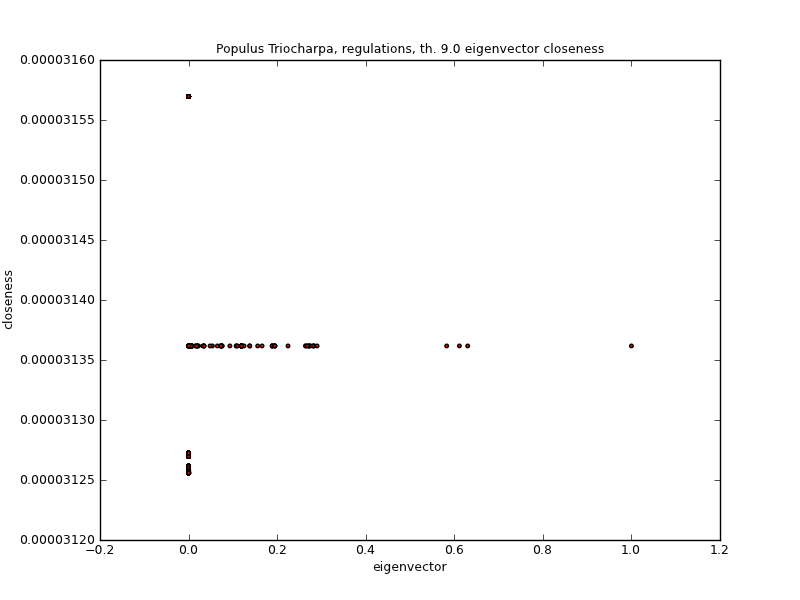 Populus Triocharpa, regulations, th. 9.0 eigenvector closeness
0.00003160
0.00003155
0.00003150
0.00003145
0.00003140
0.00003135
0.00003130
0.00003125
0.00003120
closeness
−0.2 0.0 0.2 0.4 0.6 0.8 1.0 1.2
eigenvector